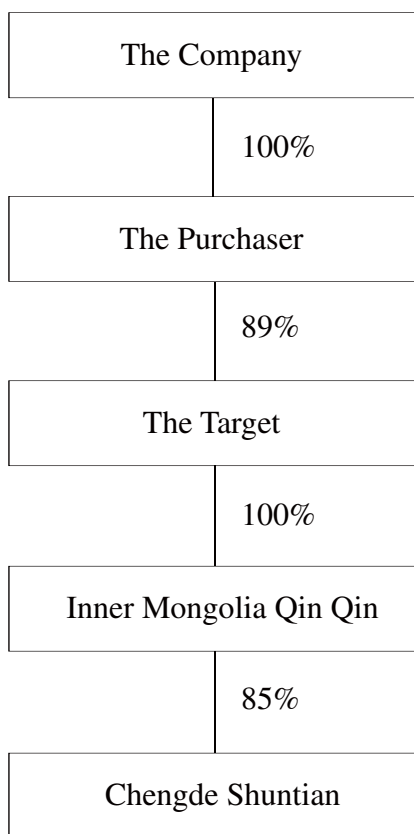 The Company
100%
The Purchaser
89%
The Target
100%
Inner Mongolia Qin Qin
85%
Chengde Shuntian